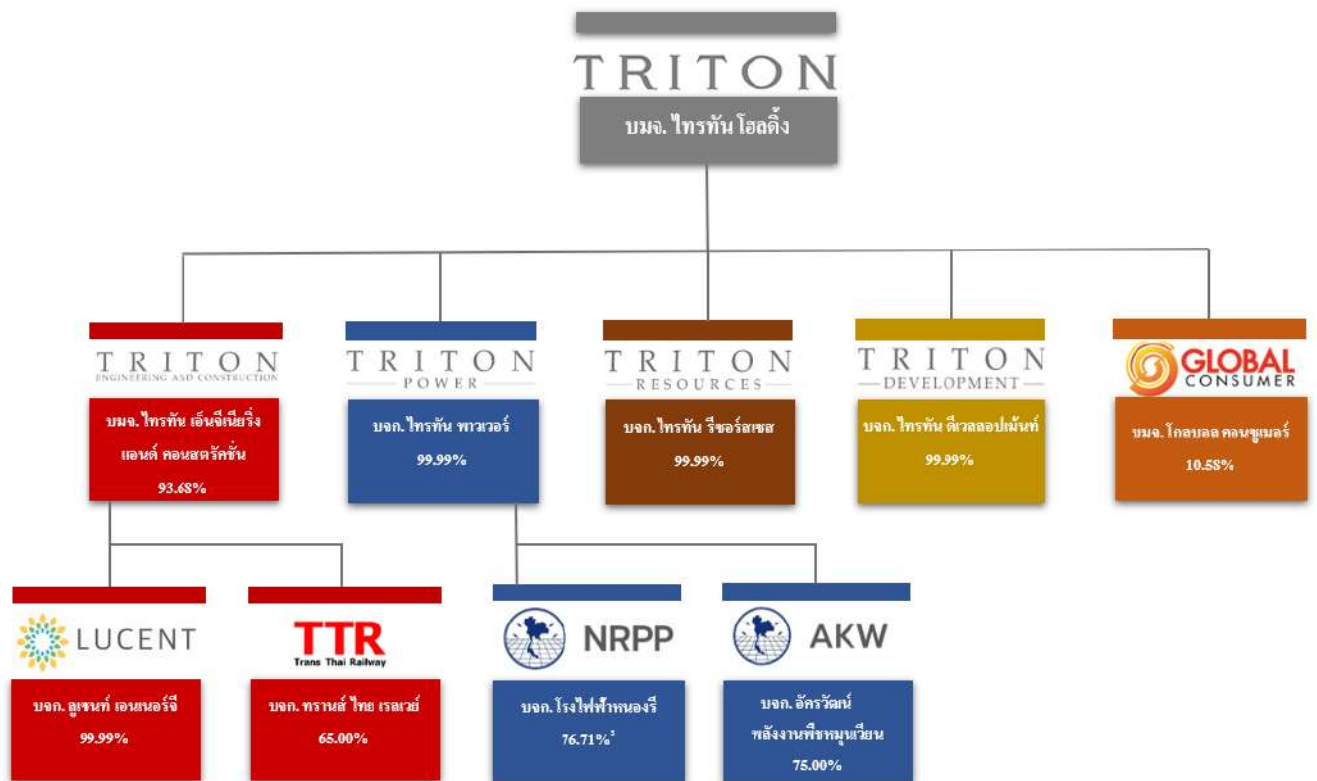 TRITON
บมจ. ไทรทัน โฮลดิ้ง
TRITON
ENGINEERING AND CONSTRUCTION
บมจ. ไทรทัน เอ็นจีเนียริ่ง
แอนด์ คอนสตรัคชั่น
93.68%
TRITON
POWER
บจก. ไทรทัน พาวเวอร์
99.99%
TRITON
RESOURCES
บจก. ไทรทัน รีซอร์สเซส
99.99%
TRITON
DEVELOPMENT
บจก. ไทรทัน ดีเวลลอปเม้นท์
99.99%
GLOBAL
CONSUMER
บมจ. โกลบอล คอนซูเมอร์
10.58%
LUCENT
บจก. ลูเซนท์ เอนเนอร์จี
99.99%
TTR
Trans Thai Railway
บจก. ทรานส์ ไทย เรลเวย์
65.00%
NRPP
บจก. โรงไฟฟ้าหนองรี
76.71%
AKW
บจก. อัครวัฒน์
พลังงานพืชหมุนเวียน
75.00%